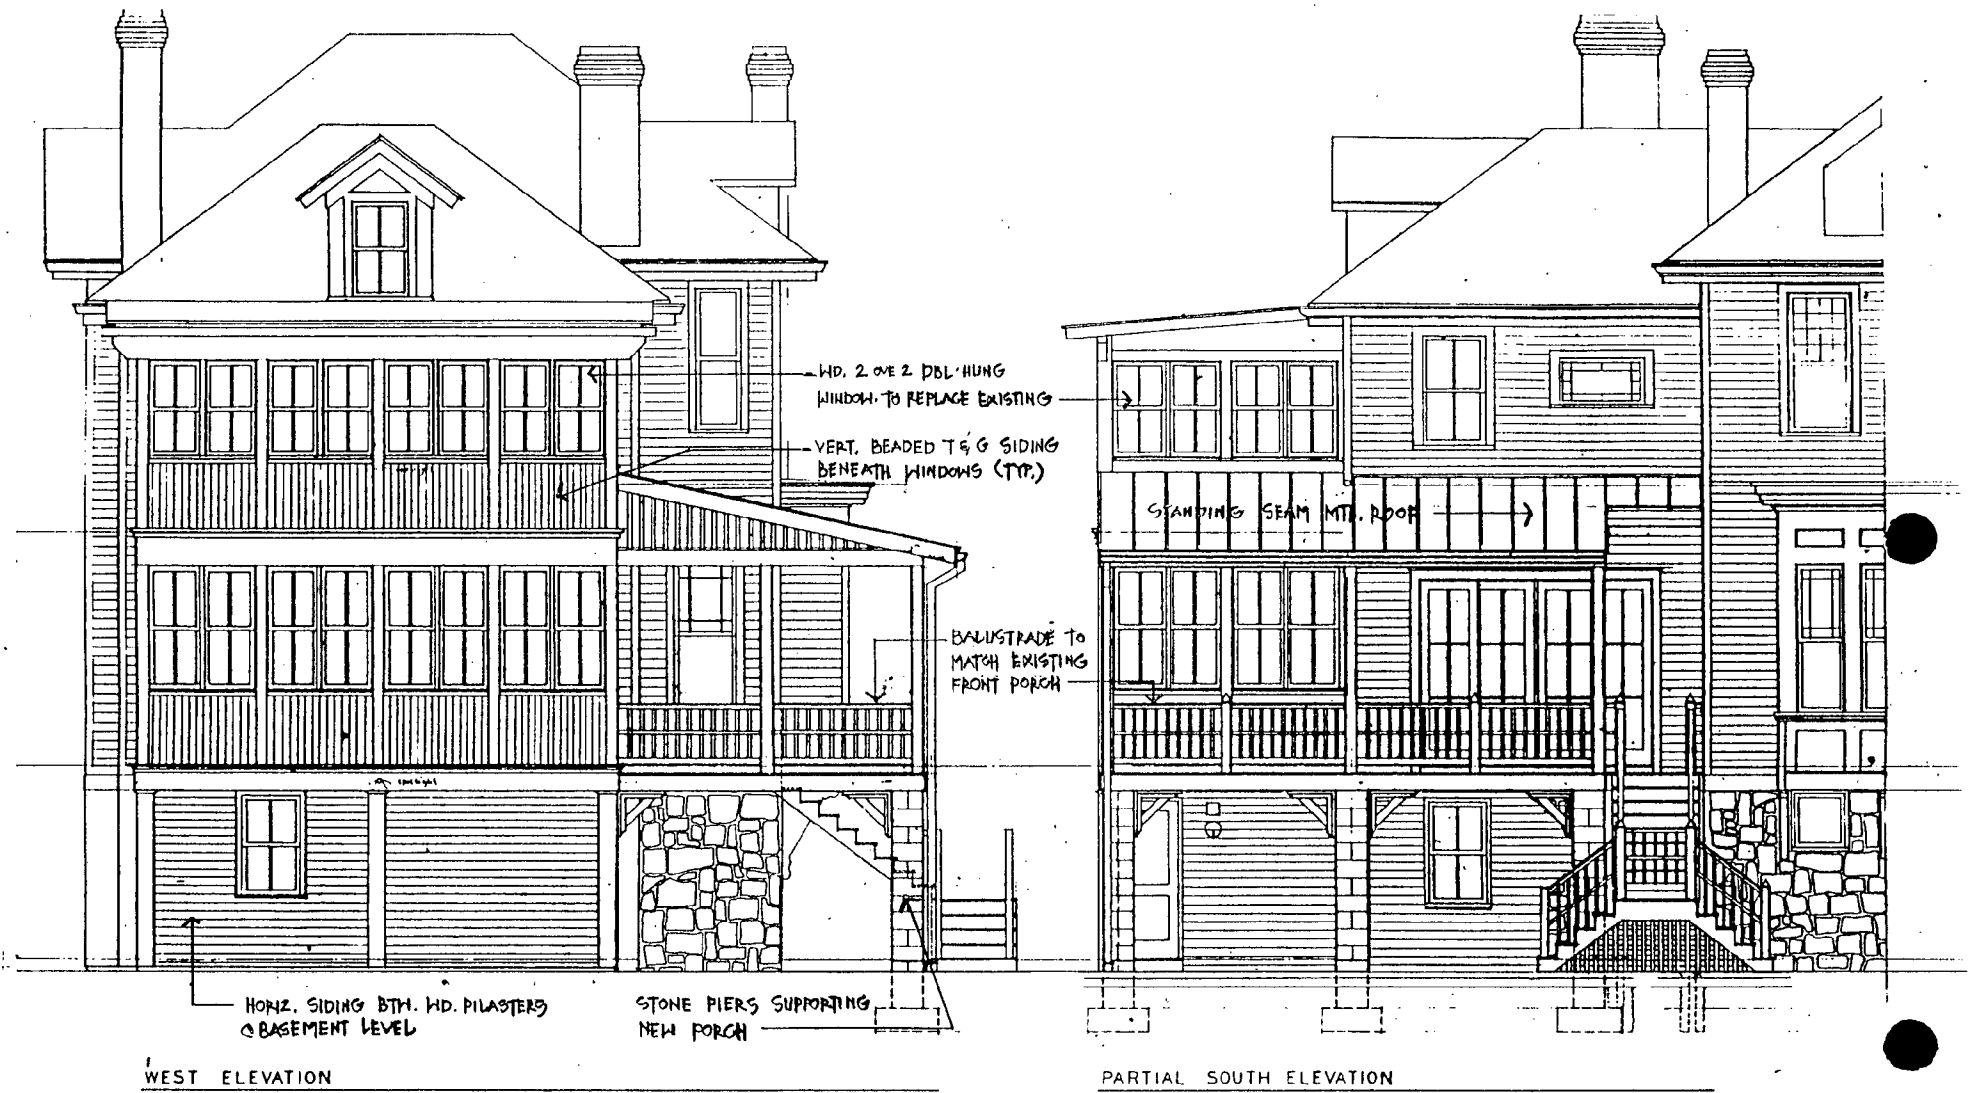 WD. 2 OVE 2 DBL·HUNG
WINDOW. TO REPLACE EXISTING
VERT. BEADED T & G SIDING
BENEATH WINDOWS (TYP.)
STANDING SEAM MTL. ROOF
BALUSTRADE TO
MATCH EXISTING
FRONT PORCH
HORIZ. SIDING BTW. WD. PILASTERS
@ BASEMENT LEVEL
STONE PIERS SUPPORTING
NEW PORCH
WEST ELEVATION
PARTIAL SOUTH ELEVATION